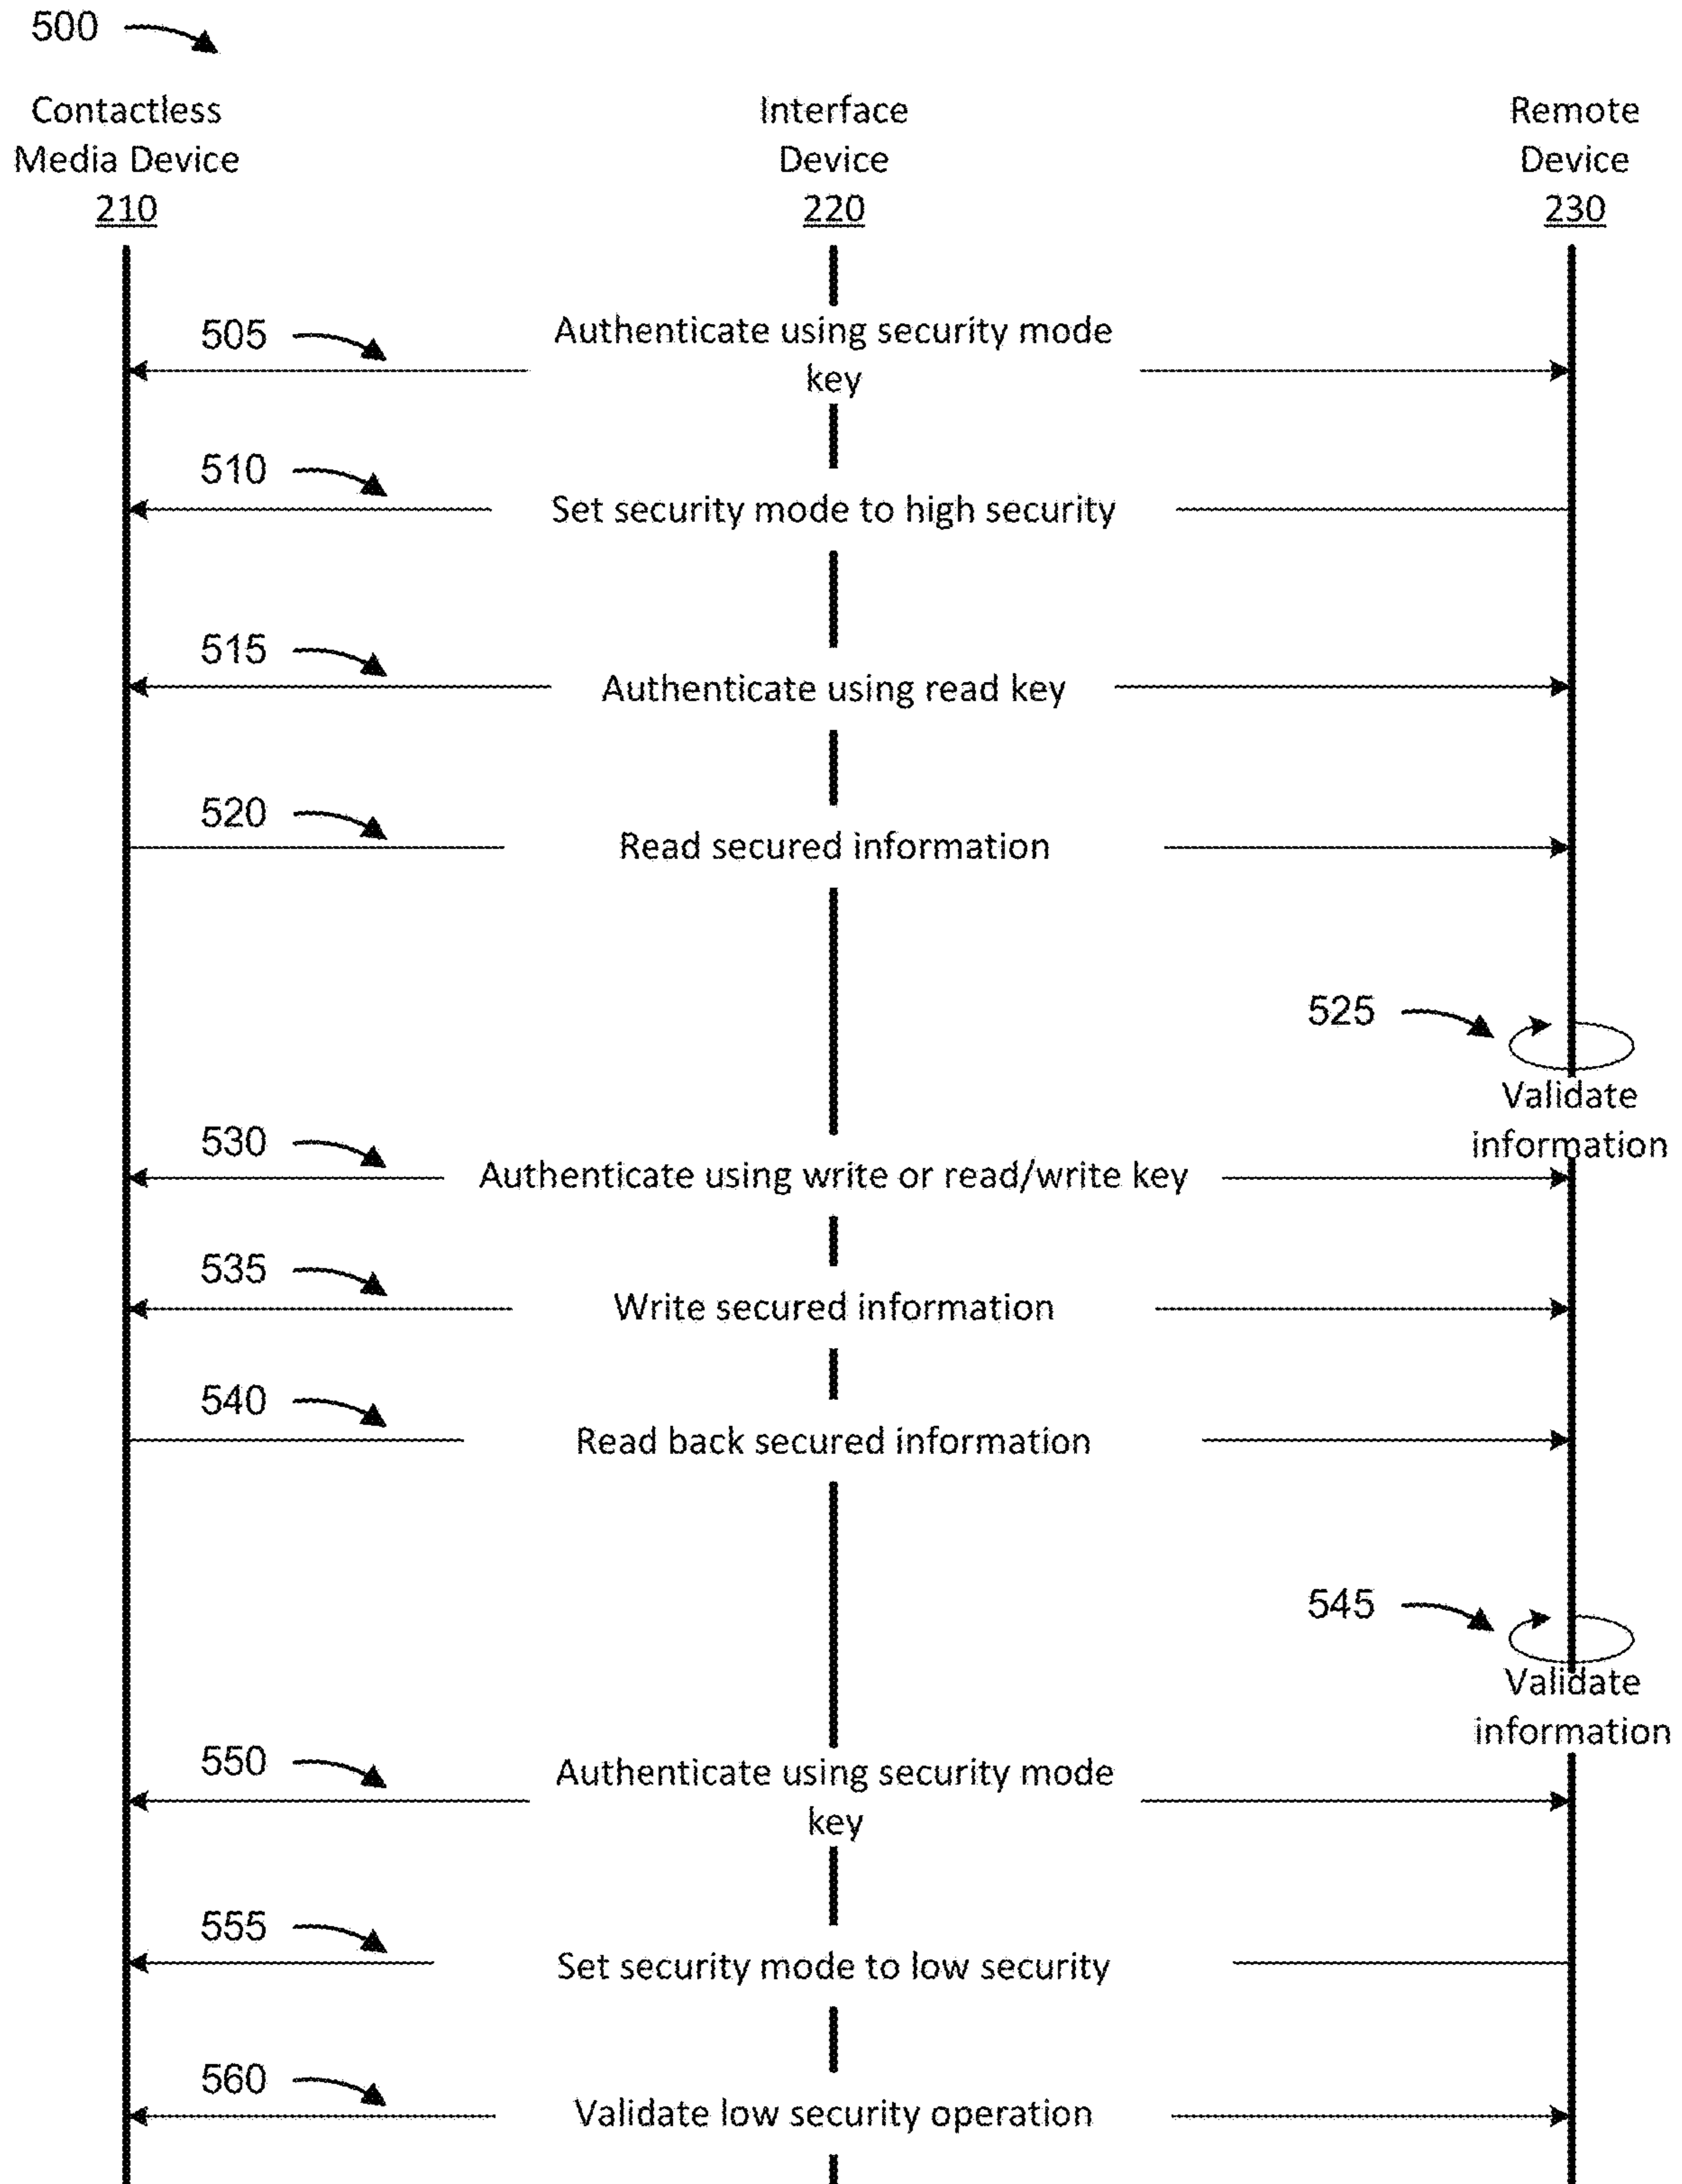 500
Contactless
Media Device
210
Interface
Device
220
Remote
Device
230
505
Authenticate using security mode
key
510
Set security mode to high security
515
Authenticate using read key
520
Read secured information
525
Validate
information
530
Authenticate using write or read/write key
535
Write secured information
540
Read back secured information
545
Validate
information
550
Authenticate using security mode
key
555
Set security mode to low security
560
Validate low security operation